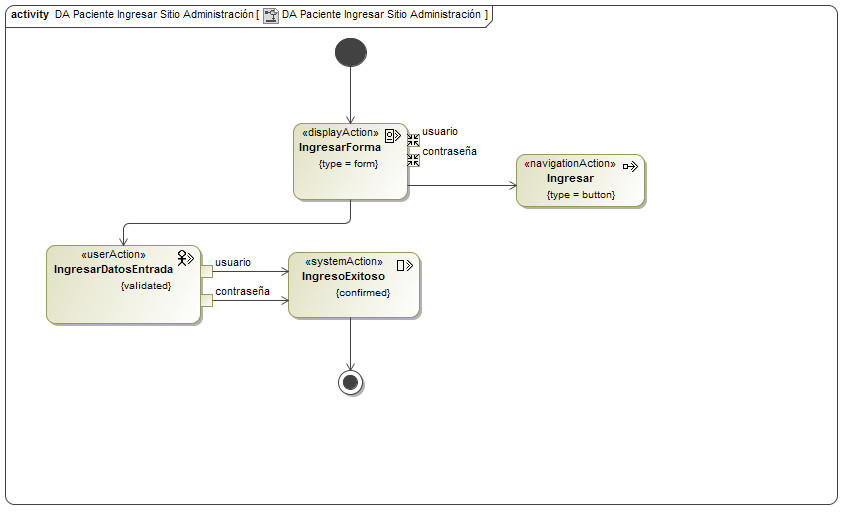 activity DA Paciente Ingresar Sitio Administración [ DA Paciente Ingresar Sitio Administración ]
«displayAction»
IngresarForma
{type = form}
usuario
contraseña
«navigationAction»
Ingresar
{type = button}
«userAction»
IngresarDatosEntrada
{validated}
usuario
contraseña
«systemAction»
IngresoExitoso
{confirmed}